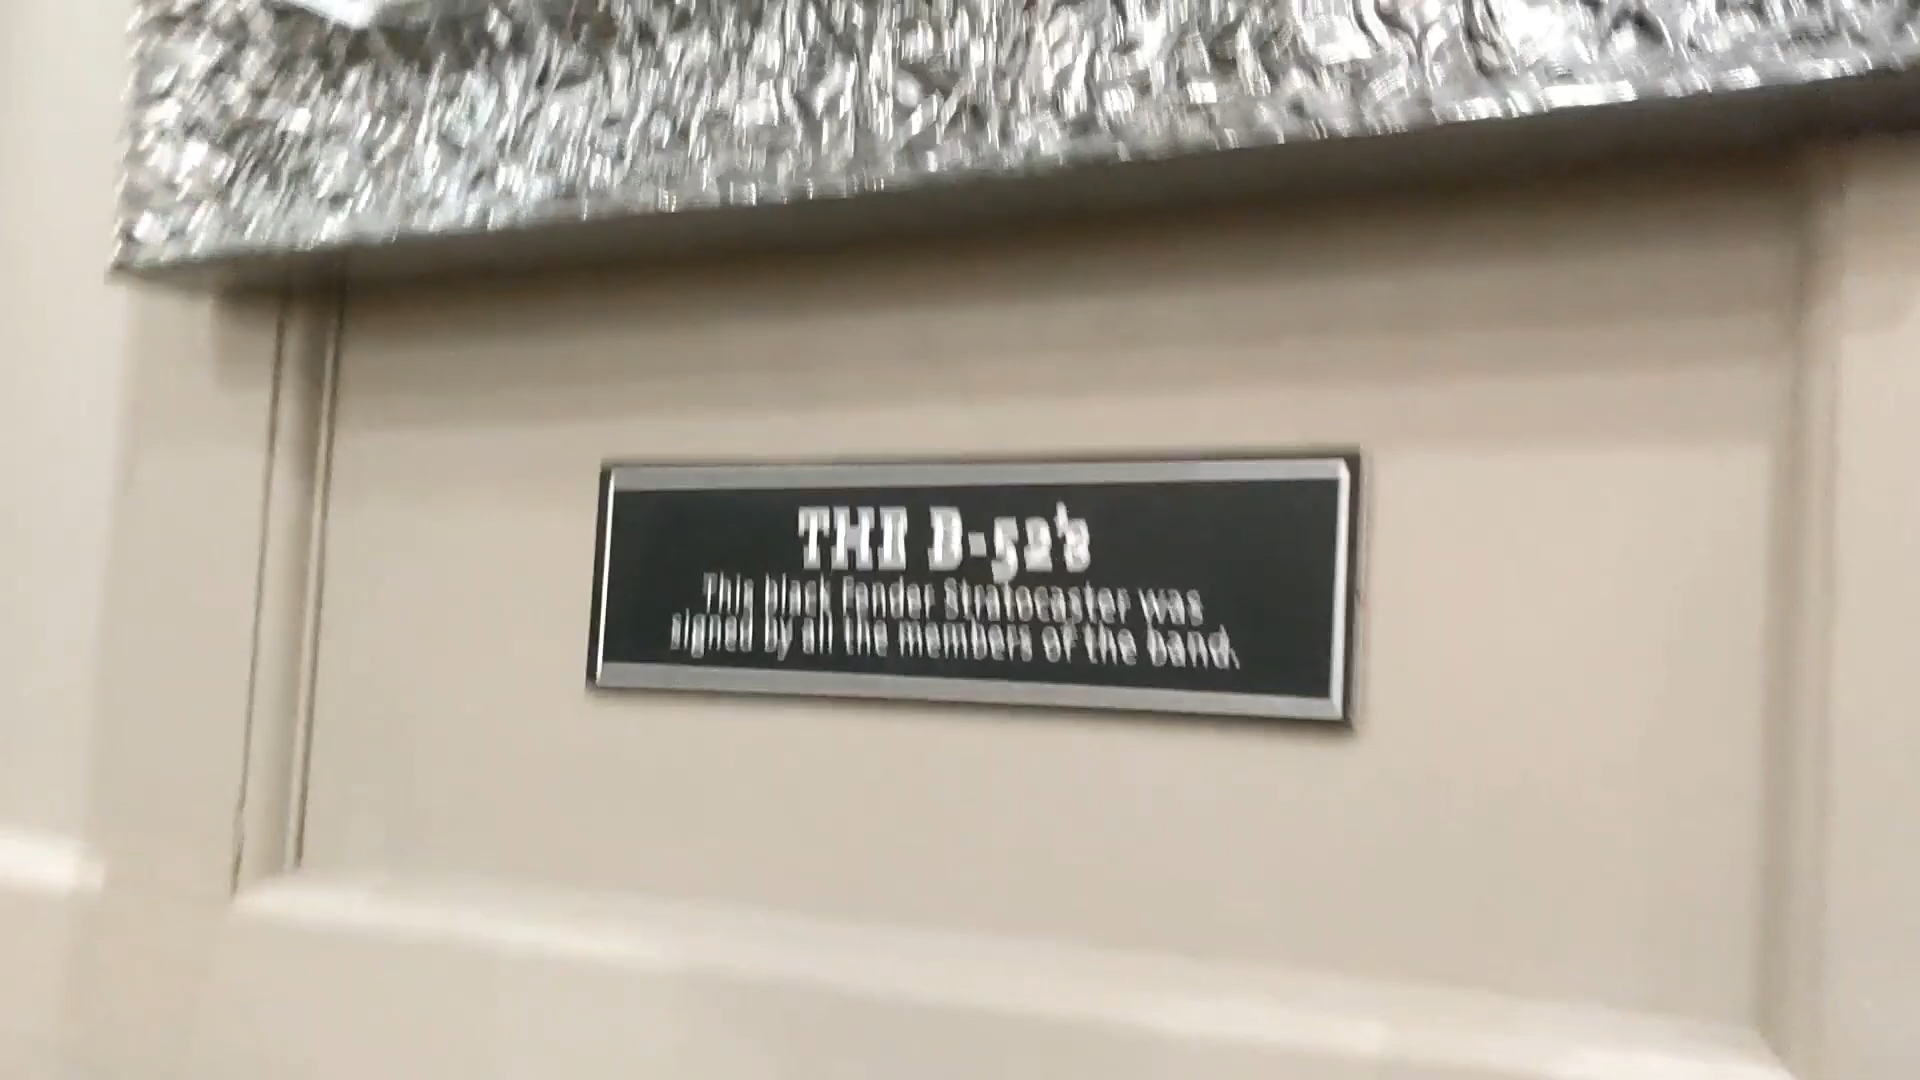 THE B-52's
This black Fender Stratocaster was
signed by all the members of the band.